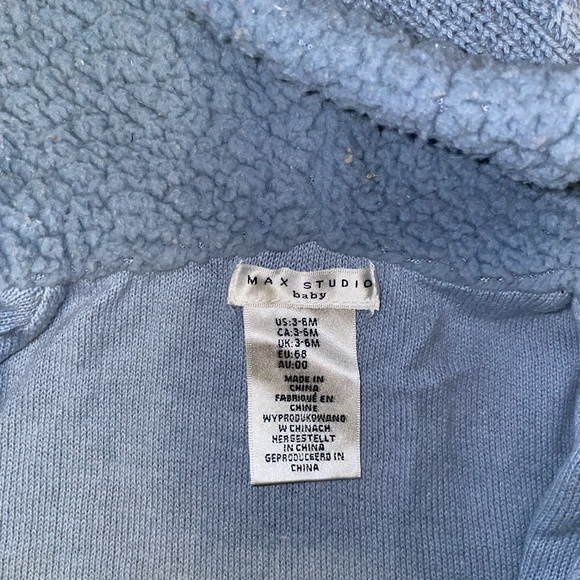 MAX STUDIO
baby
US:3-6M
CA:3-6M
UK:3-6M
EU:68
AU:00
MADE IN
CHINA
FABRIQUÉ EN
CHINE
WYPRODUKOWANO
W CHINACH
HERGESTELLT
IN CHINA
GEPRODUCEERD IN
CHINA